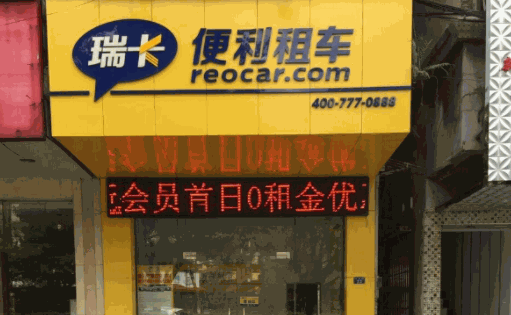 瑞卡
便利租车
reocar.com
400-777-0888
会员首日0租金优